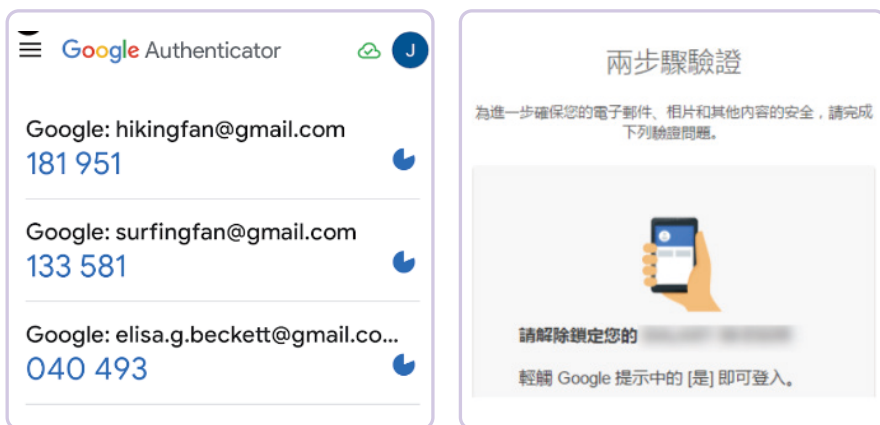 Google Authenticator
J
Google: hikingfan@gmail.com
181 951
Google: surfingfan@gmail.com
133 581
Google: elisa.g.beckett@gmail.co...
040 493
兩步驟驗證
為進一步確保您的電子郵件、相片和其他內容的安全，請完成
下列驗證問題。
請解除鎖定您的
輕觸 Google 提示中的 [是] 即可登入。